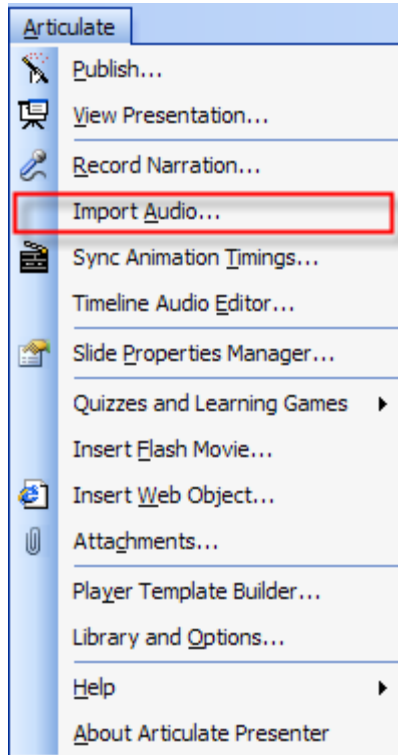 Articulate
Publish...
View Presentation...
Record Narration...
Import Audio...
Sync Animation Timings...
Timeline Audio Editor...
Slide Properties Manager...
Quizzes and Learning Games
Insert Flash Movie...
Insert Web Object...
Attachments...
Player Template Builder...
Library and Options...
Help
About Articulate Presenter